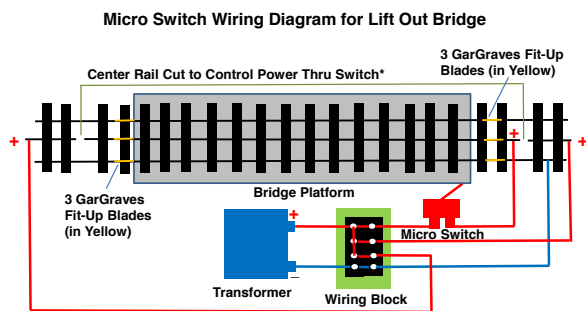 Micro Switch Wiring Diagram for Lift Out Bridge
3 GarGraves Fit-Up
Blades (in Yellow)
Center Rail Cut to Control Power Thru Switch*
+
+
+
3 GarGraves
Fit-Up Blades
(in Yellow)
Bridge Platform
+
Micro Switch
–
Transformer
Wiring Block